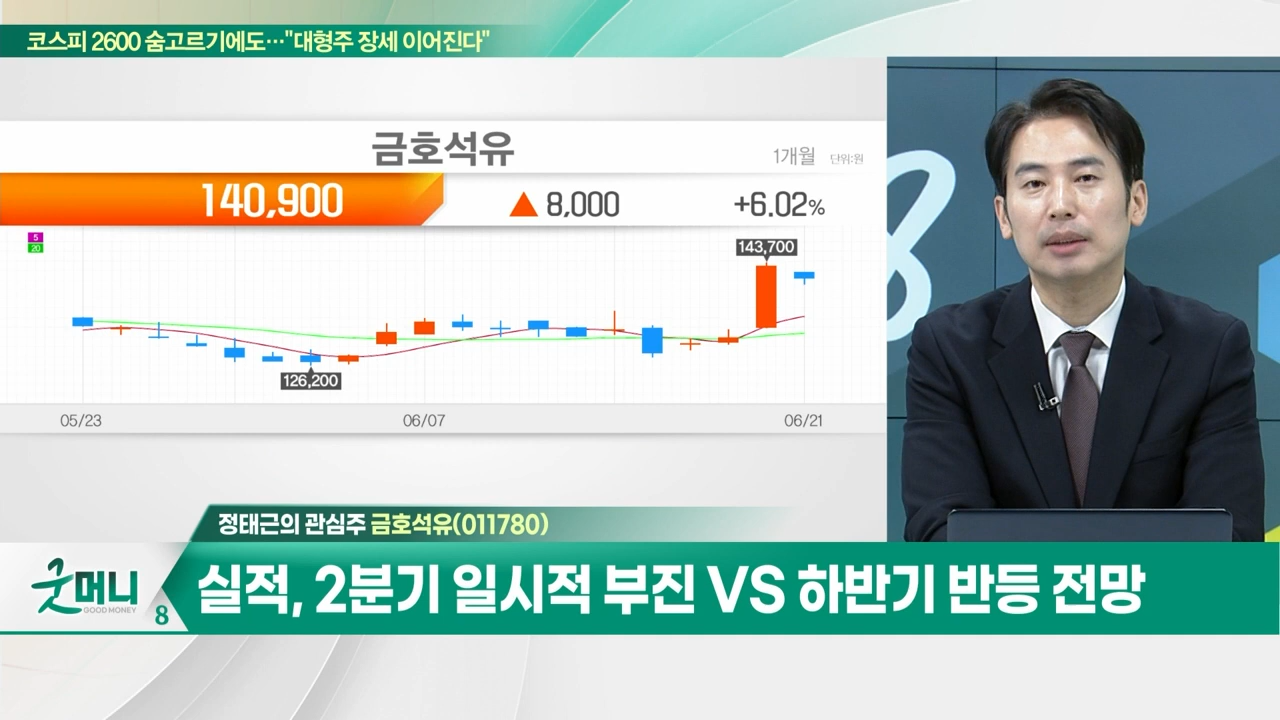 코스피 2600 숨고르기에도…"대형주 장세 이어진다"
금호석유
1개월 단위:원
140,900 ▲ 8,000 +6.02%
5
20
143,700
126,200
05/23 06/07 06/21
정태근의 관심주 금호석유(011780)
굿머니
GOOD MONEY
8
실적, 2분기 일시적 부진 VS 하반기 반등 전망